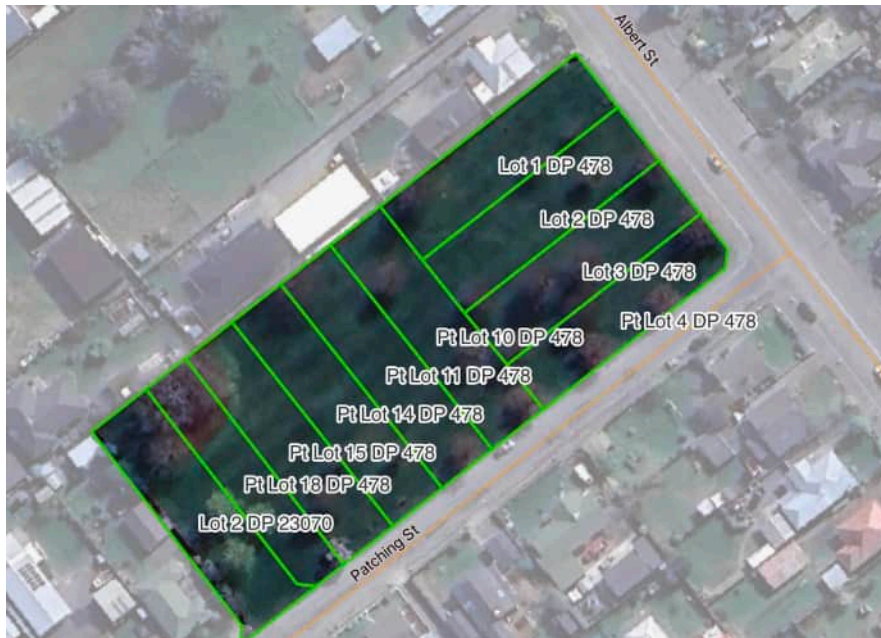 Albert St
Lot 1 DP 478
Lot 2 DP 478
Lot 3 DP 478
Pt Lot 4 DP 478
Pt Lot 10 DP 478
Pt Lot 11 DP 478
Pt Lot 14 DP 478
Pt Lot 15 DP 478
Pt Lot 18 DP 478
Lot 2 DP 23070
Patching St